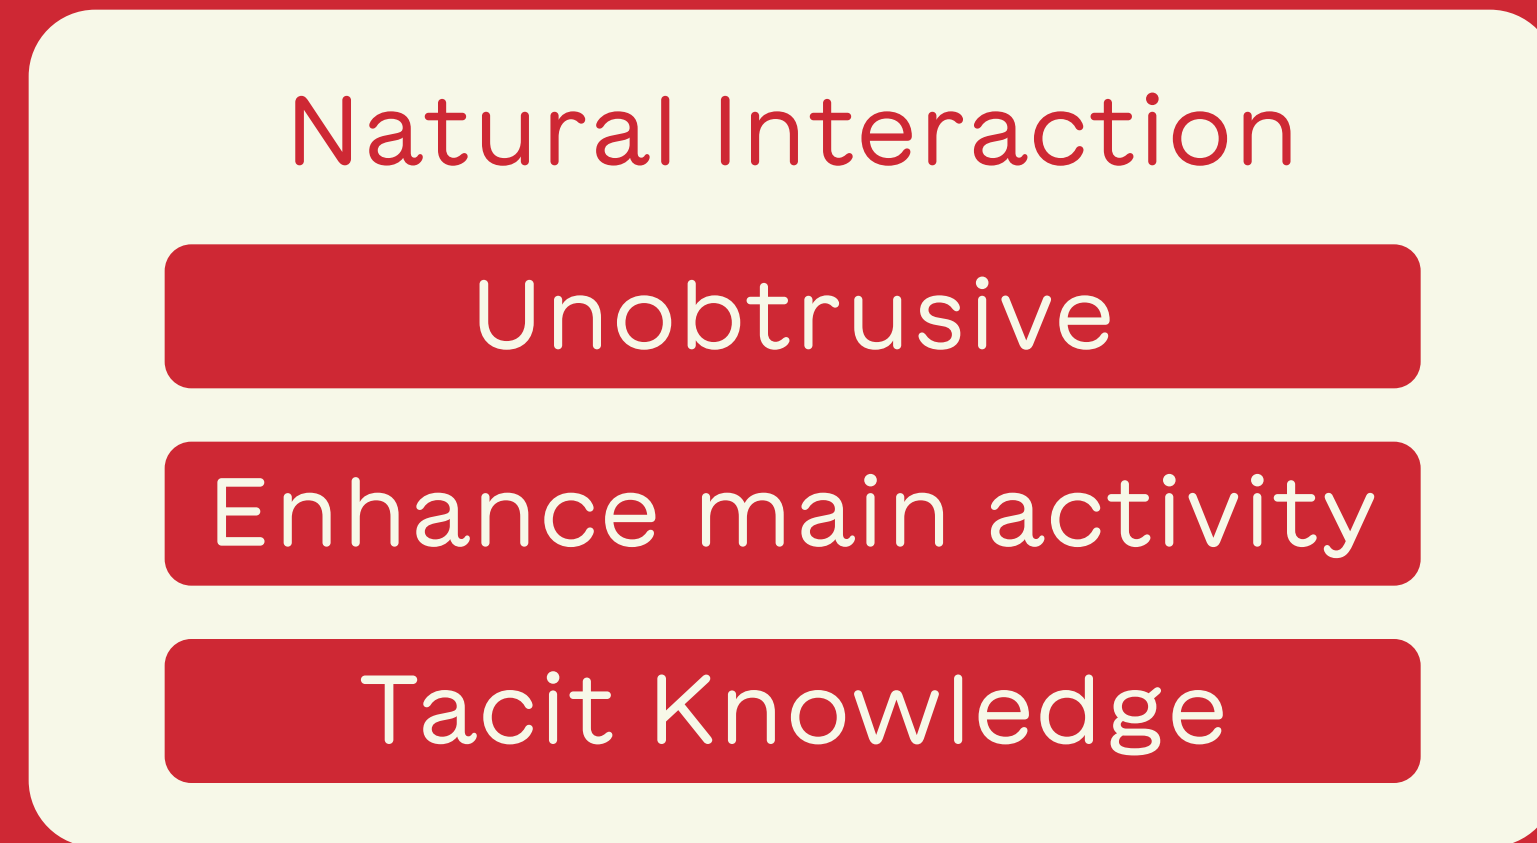 Natural Interaction
Unobtrusive
Enhance main activity
Tacit Knowledge